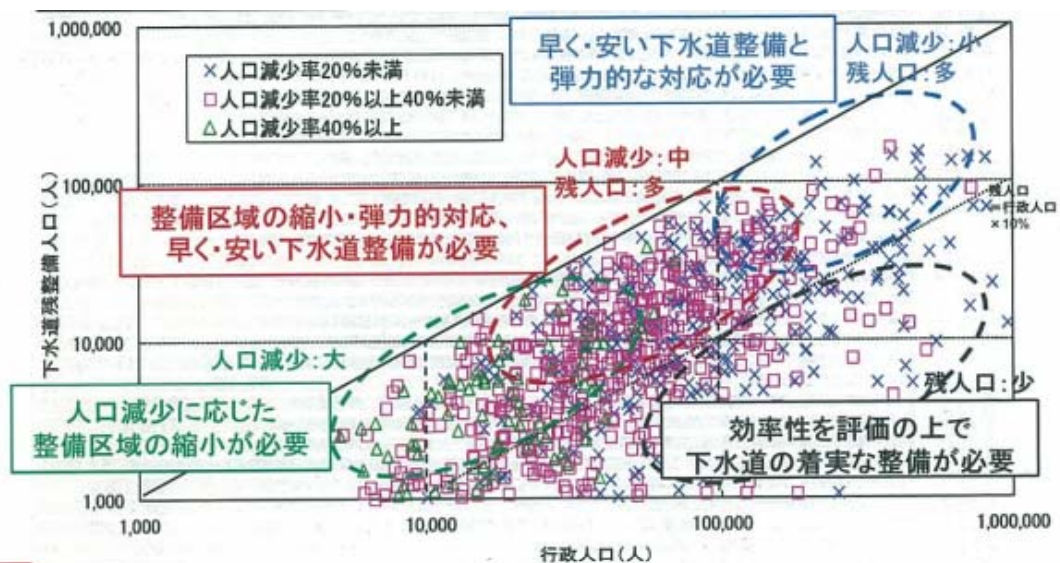 1,000,000
早く・安い下水道整備と
弾力的な対応が必要
人口減少:小
残人口:多
×人口減少率20%未満
□人口減少率20%以上40%未満
△人口減少率40%以上
人口減少:中
残人口:多
100,000
整備区域の縮小・弾力的対応、
早く・安い下水道整備が必要
残人口
=行政人口
×10%
下水道残整備人口(人)
10,000
人口減少:大
残人口:少
人口減少に応じた
整備区域の縮小が必要
効率性を評価の上で
下水道の着実な整備が必要
1,000
1,000
10,000
100,000
1,000,000
行政人口(人)